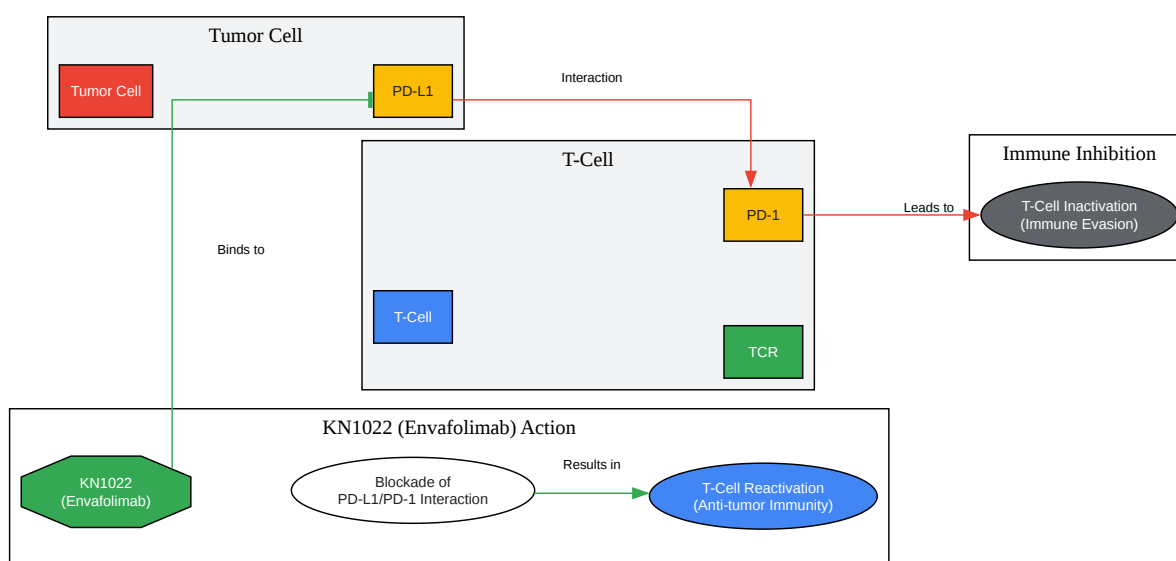 Tumor Cell
Tumor Cell
PD-L1
Interaction
T-Cell
PD-1
Leads to
Immune Inhibition
T-Cell Inactivation
(Immune Evasion)
Binds to
T-Cell
TCR
KN1022 (Envafolimab) Action
KN1022
(Envafolimab)
Blockade of
PD-L1/PD-1 Interaction
Results in
T-Cell Reactivation
(Anti-tumor Immunity)